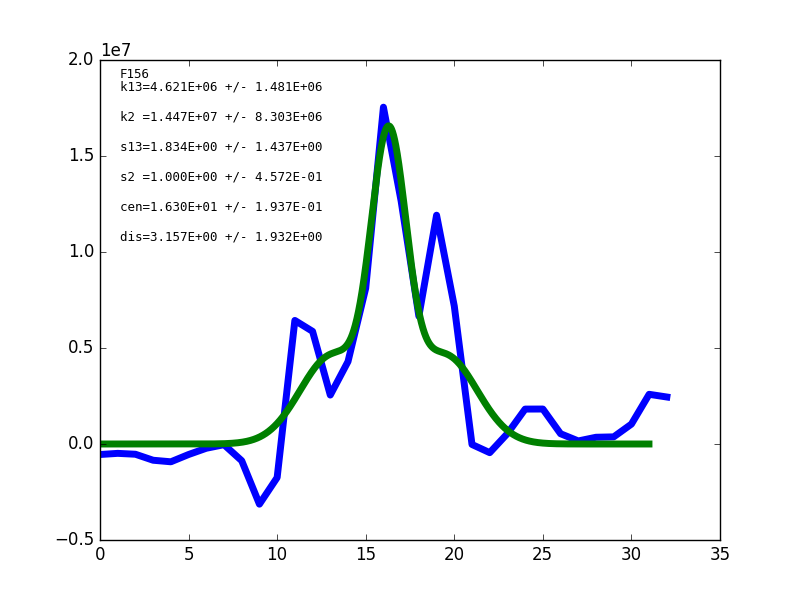 1e7
2.0
1.5
1.0
0.5
0.0
−0.5
F156
k13=4.621E+06 +/- 1.481E+06
k2 =1.447E+07 +/- 8.303E+06
s13=1.834E+00 +/- 1.437E+00
s2 =1.000E+00 +/- 4.572E-01
cen=1.630E+01 +/- 1.937E-01
dis=3.157E+00 +/- 1.932E+00
0 5 10 15 20 25 30 35